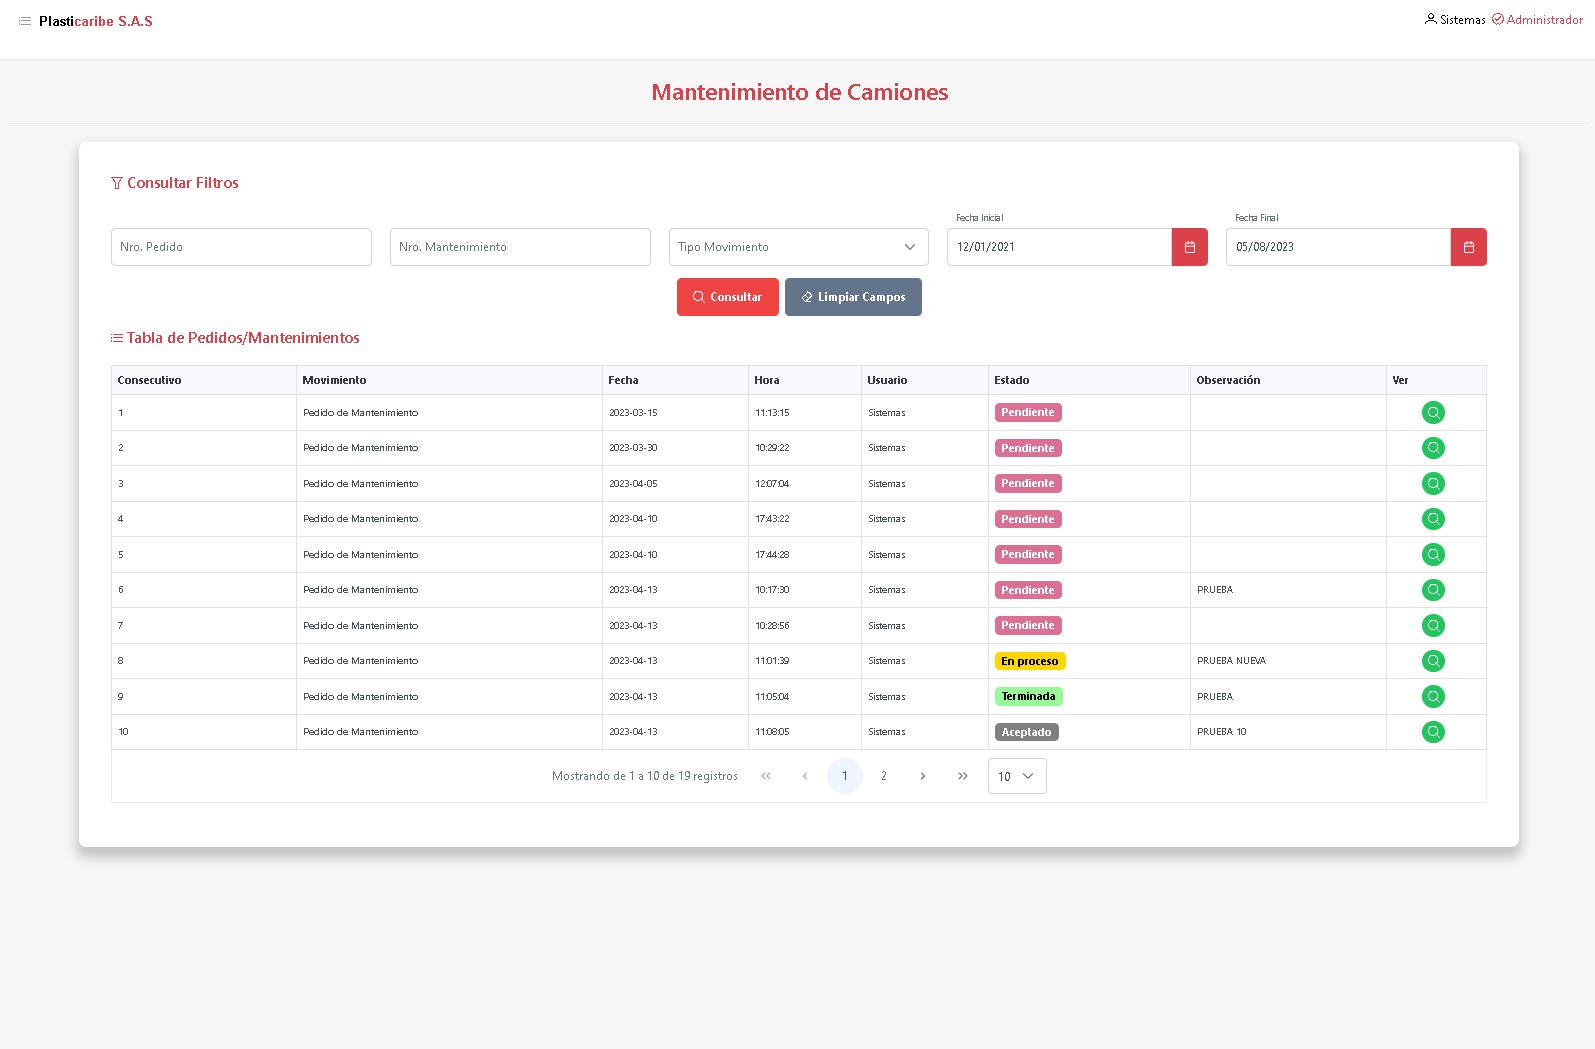 Plasticaribe S.A.S
Sistemas Administrador
Mantenimiento de Camiones
Consultar Filtros
Fecha Inicial Fecha Final
Nro. Pedido Nro. Mantenimiento Tipo Movimiento 12/01/2021 05/08/2023
Consultar Limpiar Campos
Tabla de Pedidos/Mantenimientos
Consecutivo Movimiento Fecha Hora Usuario Estado Observación Ver
1 Pedido de Mantenimiento 2023-03-15 11:13:15 Sistemas Pendiente
2 Pedido de Mantenimiento 2023-03-30 10:29:22 Sistemas Pendiente
3 Pedido de Mantenimiento 2023-04-05 12:07:04 Sistemas Pendiente
4 Pedido de Mantenimiento 2023-04-10 17:43:22 Sistemas Pendiente
5 Pedido de Mantenimiento 2023-04-10 17:44:28 Sistemas Pendiente
6 Pedido de Mantenimiento 2023-04-13 10:17:30 Sistemas Pendiente PRUEBA
7 Pedido de Mantenimiento 2023-04-13 10:28:56 Sistemas Pendiente
8 Pedido de Mantenimiento 2023-04-13 11:01:39 Sistemas En proceso PRUEBA NUEVA
9 Pedido de Mantenimiento 2023-04-13 11:05:04 Sistemas Terminada PRUEBA
10 Pedido de Mantenimiento 2023-04-13 11:08:05 Sistemas Aceptado PRUEBA 10
Mostrando de 1 a 10 de 19 registros « ‹ 1 2 › » 10